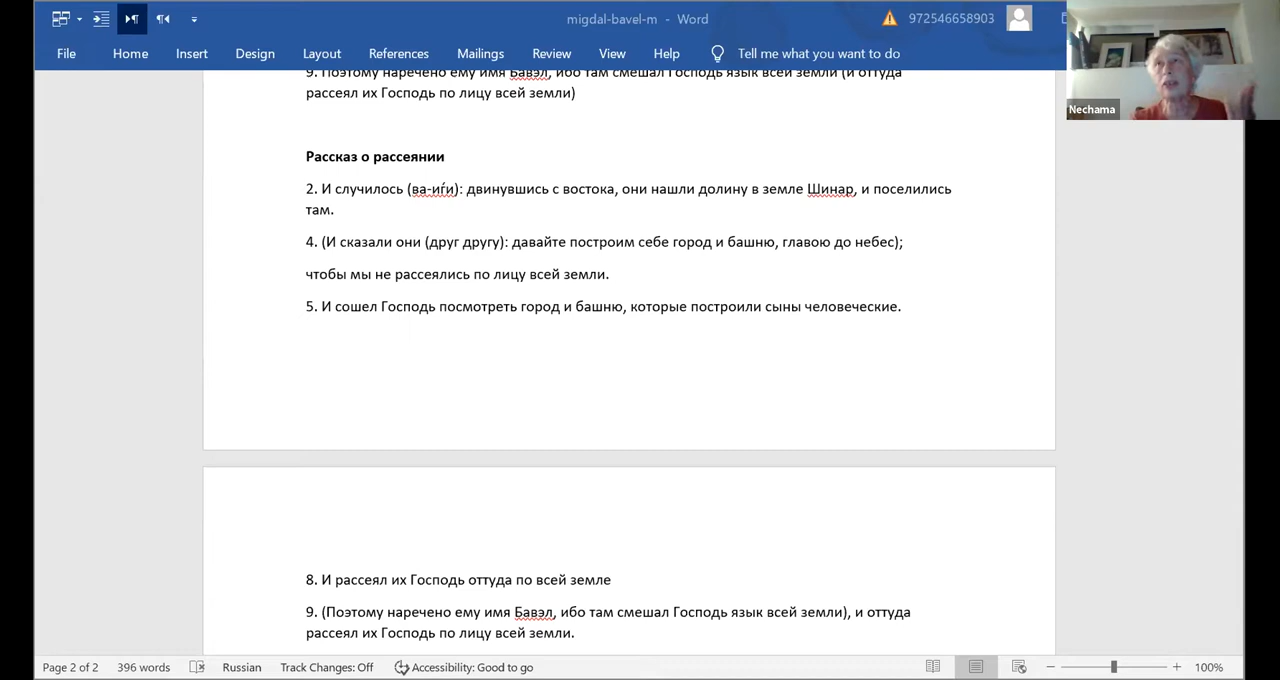 migdal-bavel-m - Word
972546658903
File Home Insert Design Layout References Mailings Review View Help Tell me what you want to do
Nechama
9. Поэтому наречено ему имя Бавэл, ибо там смешал Господь язык всей земли (и оттуда
рассеял их Господь по лицу всей земли)
Рассказ о рассеянии
2. И случилось (ва-иѓи): двинувшись с востока, они нашли долину в земле Шинар, и поселились
там.
4. (И сказали они (друг другу): давайте построим себе город и башню, главою до небес);
чтобы мы не рассеялись по лицу всей земли.
5. И сошел Господь посмотреть город и башню, которые построили сыны человеческие.
8. И рассеял их Господь оттуда по всей земле
9. (Поэтому наречено ему имя Бавэл, ибо там смешал Господь язык всей земли), и оттуда
рассеял их Господь по лицу всей земли.
Page 2 of 2 396 words Russian Track Changes: Off Accessibility: Good to go 100%